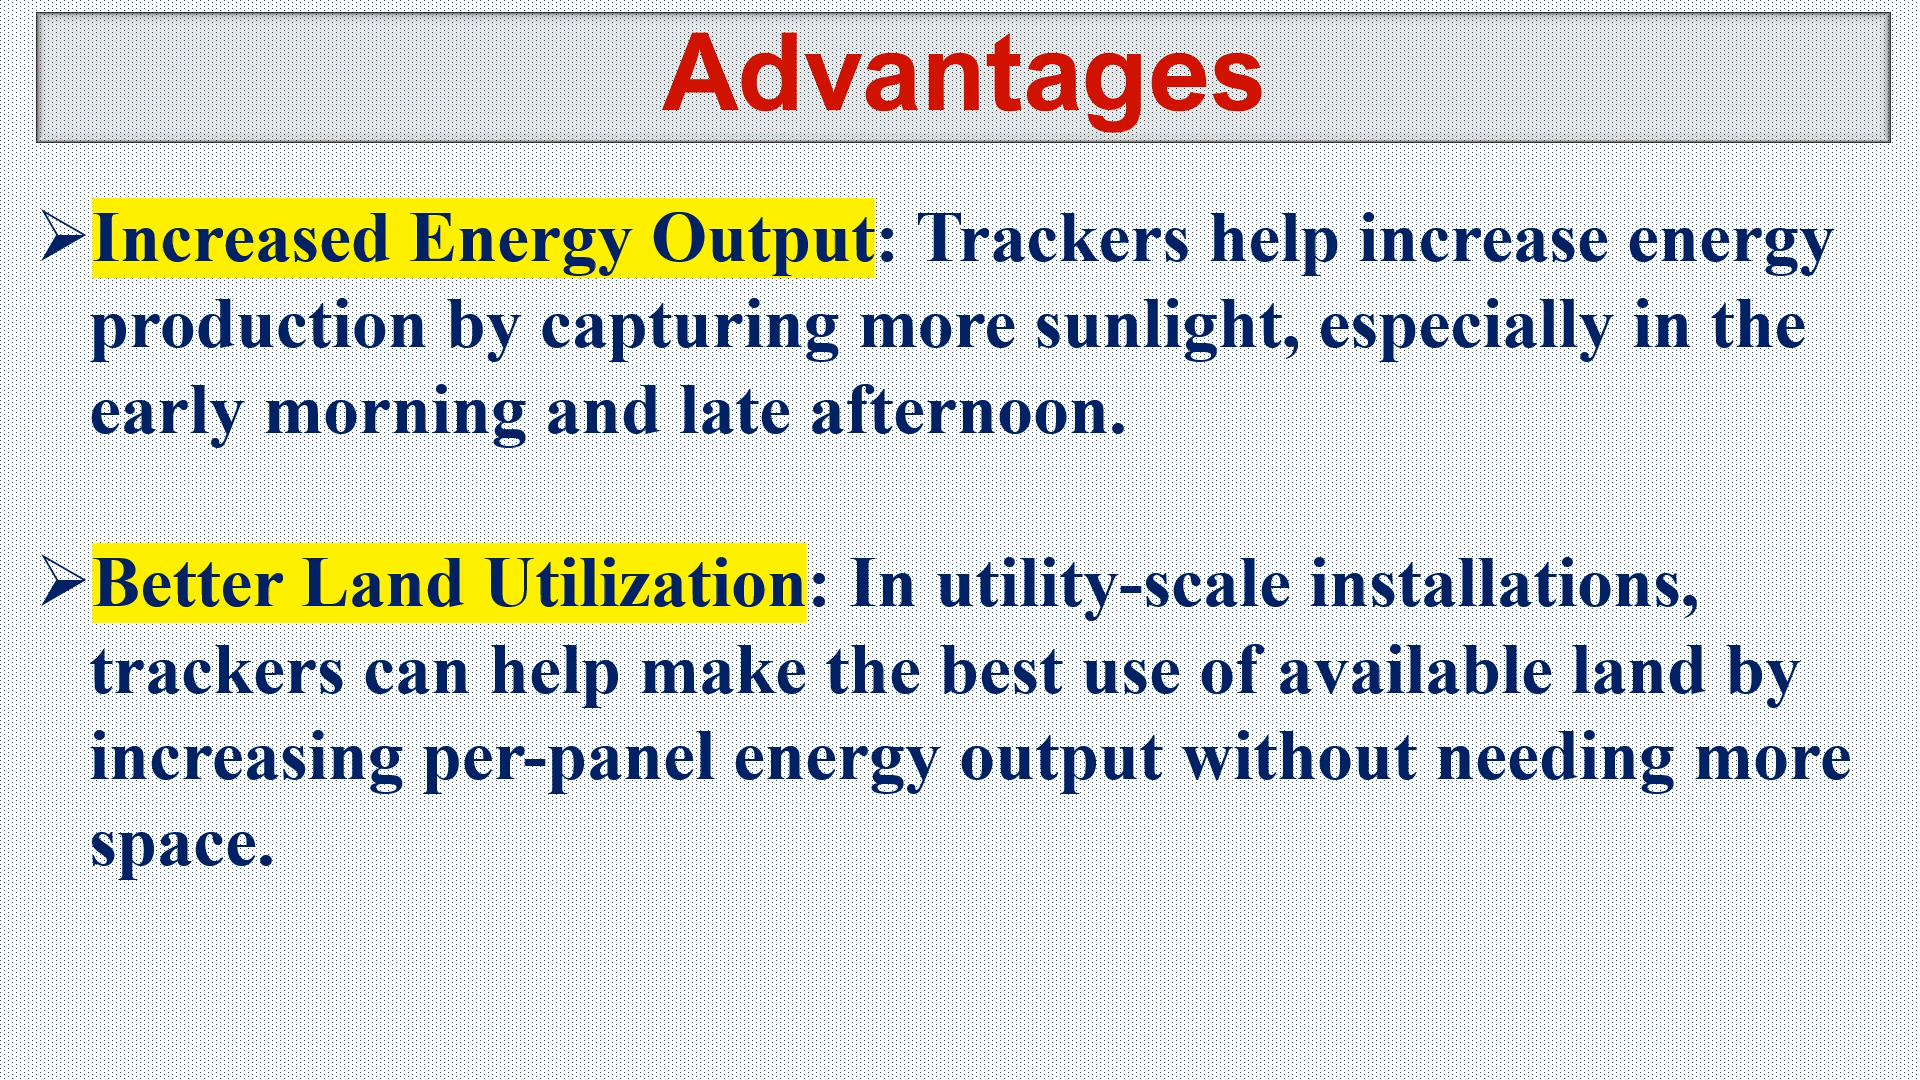 Advantages
➢Increased Energy Output: Trackers help increase energy
production by capturing more sunlight, especially in the
early morning and late afternoon.
➢Better Land Utilization: In utility-scale installations,
trackers can help make the best use of available land by
increasing per-panel energy output without needing more
space.